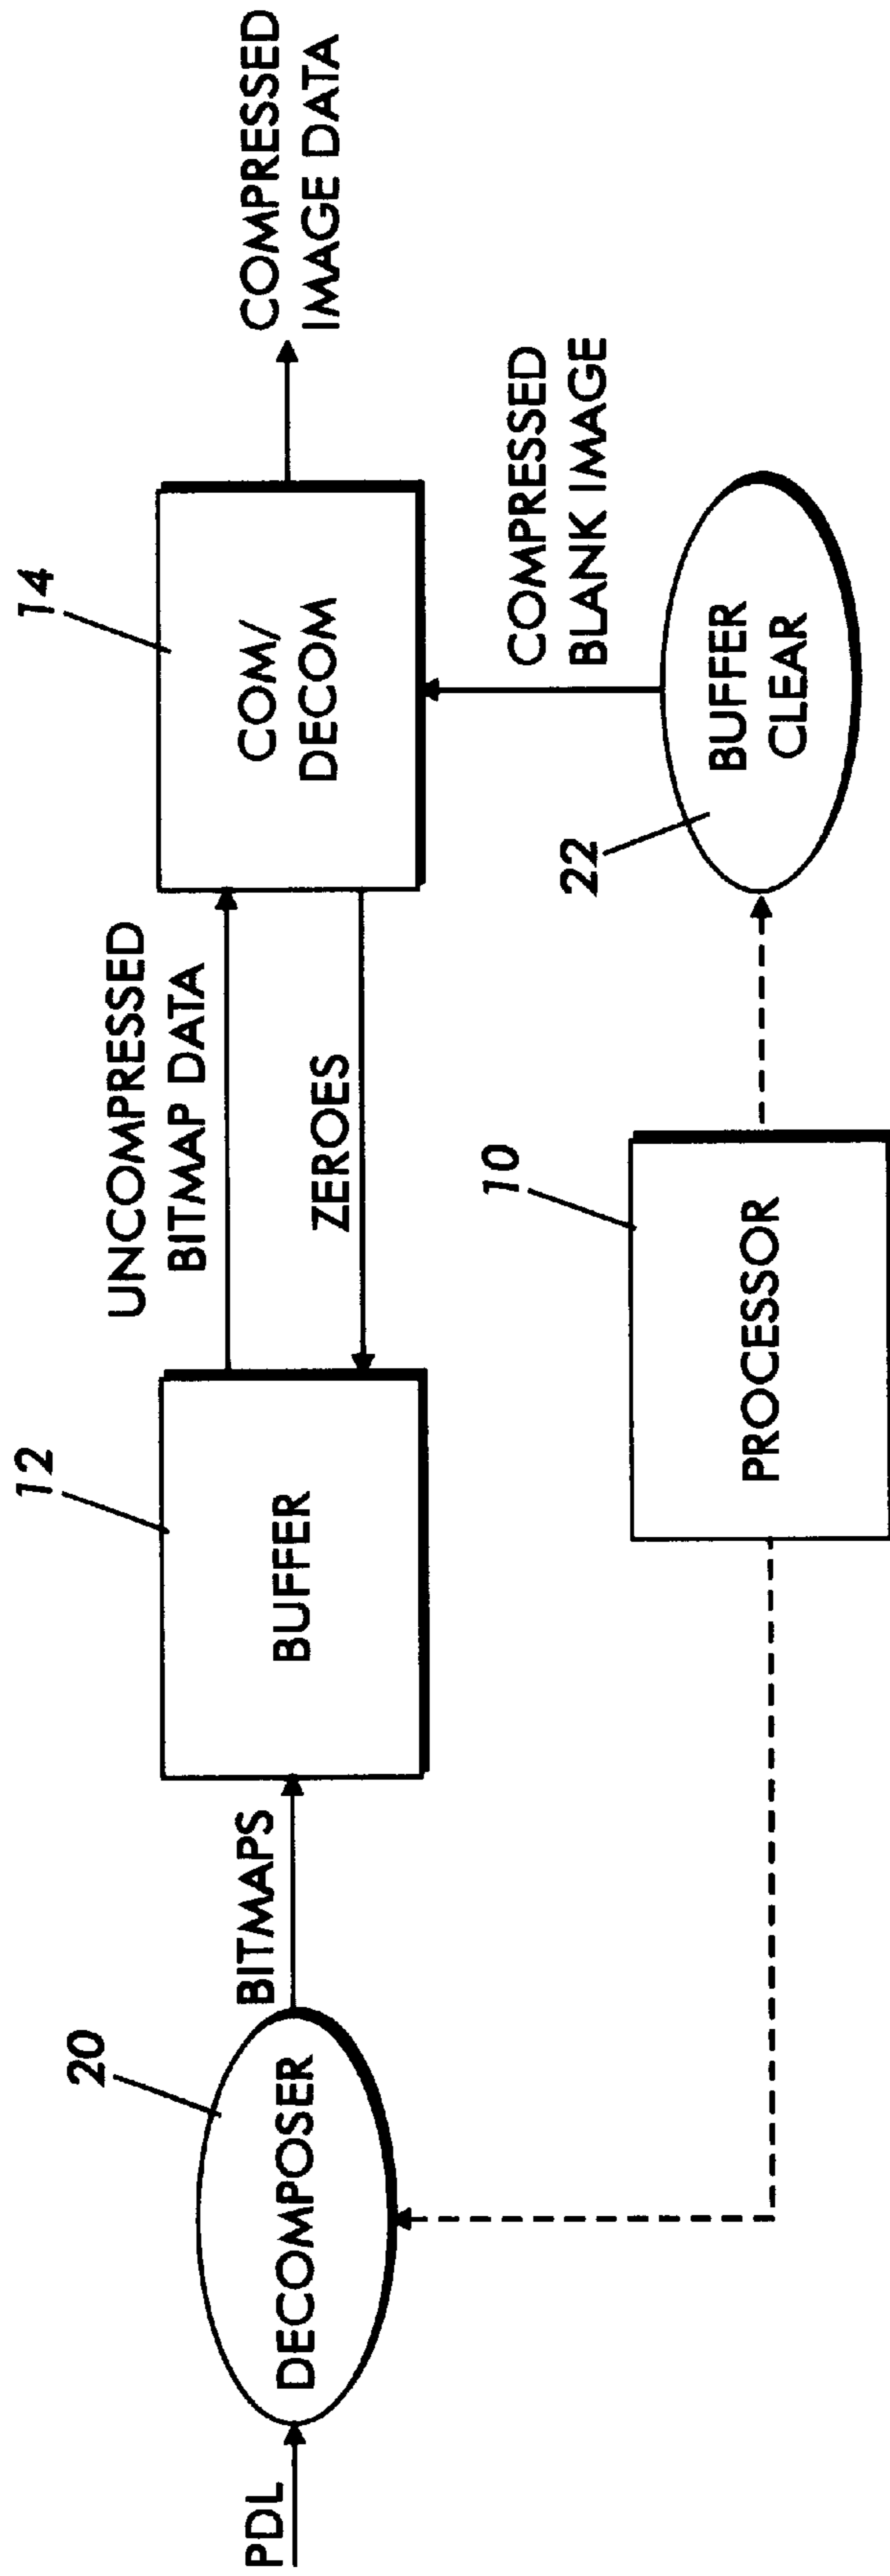 PDL
20
DECOMPOSER
BITMAPS
12
BUFFER
UNCOMPRESSED
BITMAP DATA
ZEROES
14
COM/
DECOM
COMPRESSED
IMAGE DATA
10
PROCESSOR
COMPRESSED
BLANK IMAGE
22
BUFFER
CLEAR